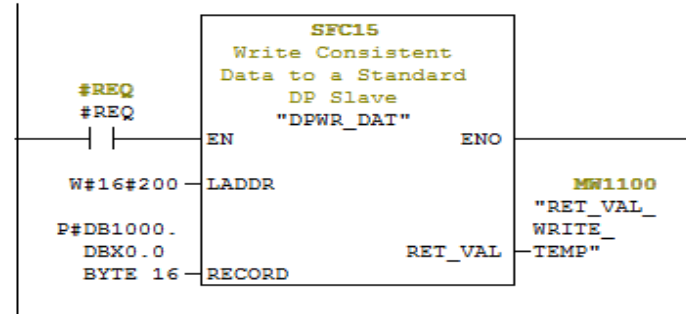 SFC15
Write Consistent
Data to a Standard
DP Slave
"DPWR_DAT"
#REQ
#REQ
EN
ENO
W#16#200
LADDR
MW1100
"RET_VAL_
WRITE_
TEMP"
P#DB1000.
DBX0.0
BYTE 16
RECORD
RET_VAL